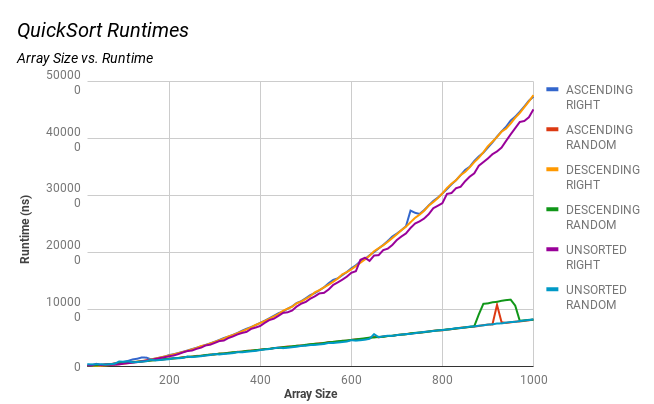 QuickSort Runtimes
Array Size vs. Runtime
50000
0
40000
0
30000
0
20000
0
10000
0
0
Runtime (ns)
200
400
600
800
1000
Array Size
ASCENDING
RIGHT
ASCENDING
RANDOM
DESCENDING
RIGHT
DESCENDING
RANDOM
UNSORTED
RIGHT
UNSORTED
RANDOM